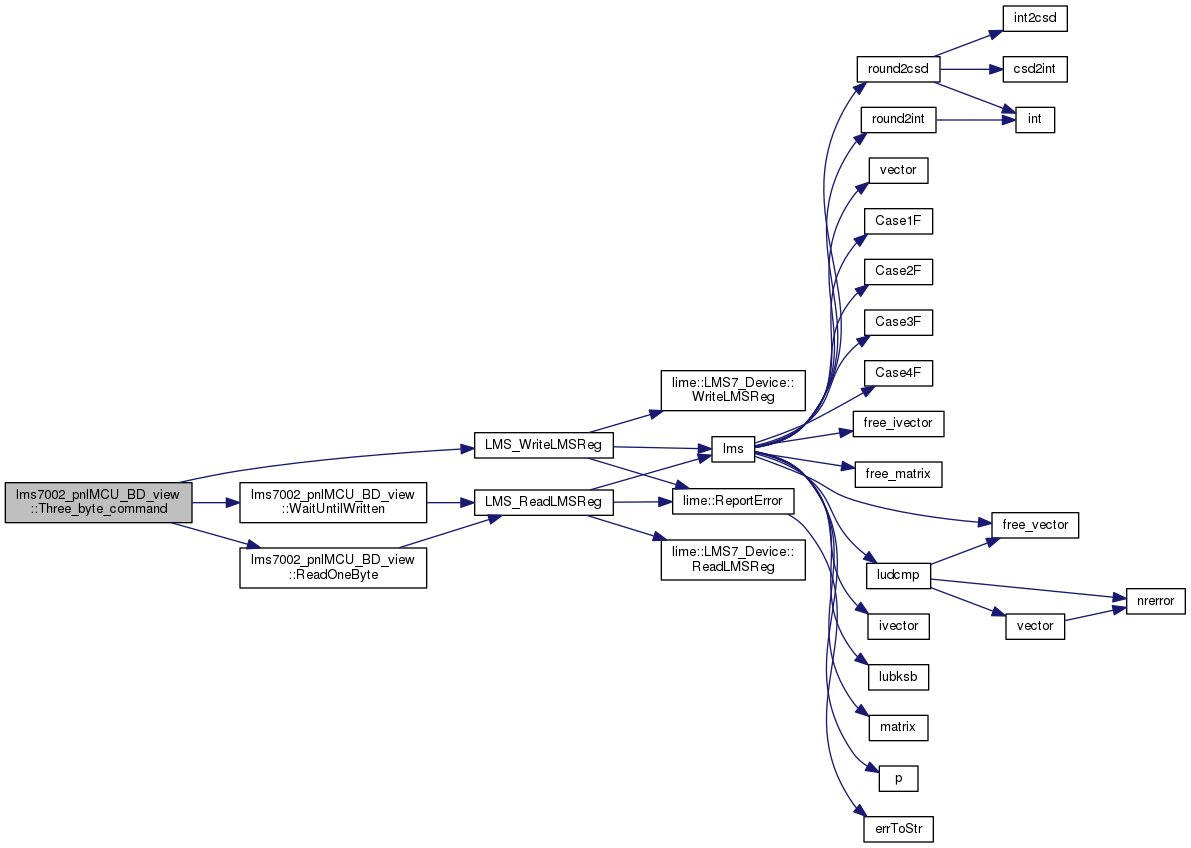 lms7002_pnlMCU_BD_view
::Three_byte_command
lms7002_pnlMCU_BD_view
::WaitUntilWritten
lms7002_pnlMCU_BD_view
::ReadOneByte
LMS_WriteLMSReg
LMS_ReadLMSReg
lime::LMS7_Device::
WriteLMSReg
lms
lime::ReportError
lime::LMS7_Device::
ReadLMSReg
round2csd
round2int
vector
Case1F
Case2F
Case3F
Case4F
free_ivector
free_matrix
free_vector
ludcmp
ivector
lubksb
matrix
p
errToStr
int2csd
csd2int
int
vector
nrerror